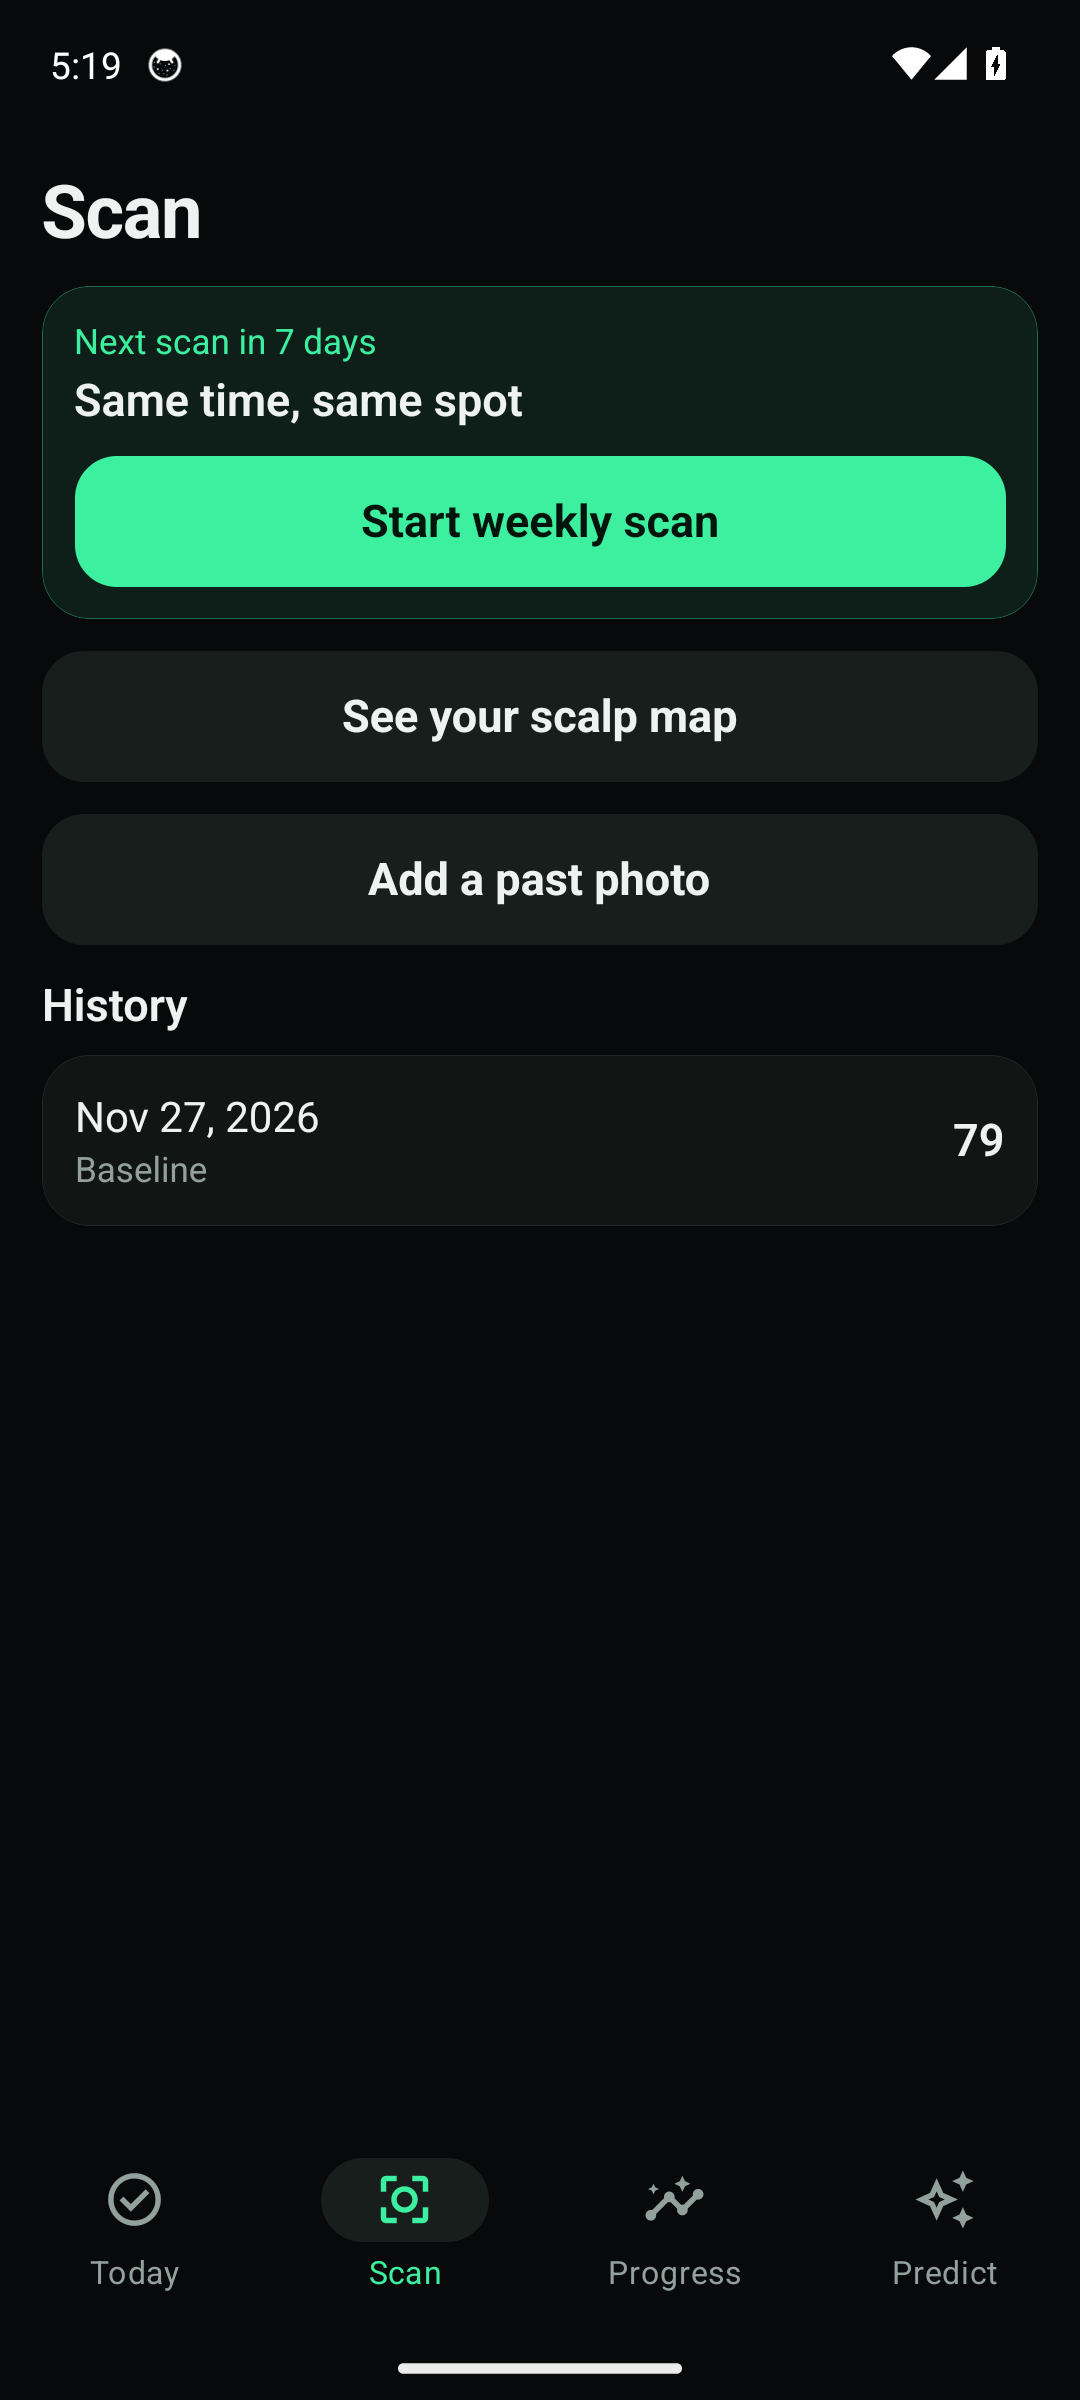 5:19
Scan
Next scan in 7 days
Same time, same spot
Start weekly scan
See your scalp map
Add a past photo
History
Nov 27, 2026
Baseline
79
Today
Scan
Progress
Predict